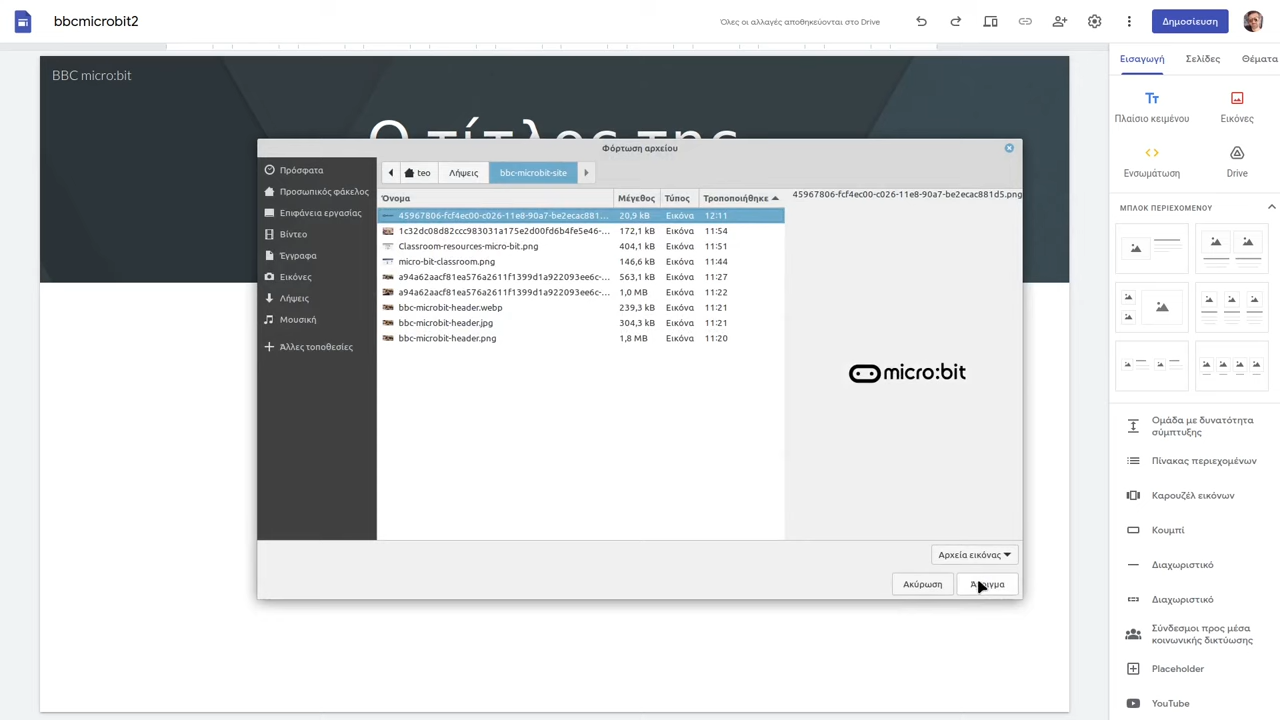 bbcmicrobit2
Όλες οι αλλαγές αποθηκεύονται στο Drive
Δημοσίευση
BBC micro:bit
Ο τίτλος της
Εισαγωγή
Σελίδες
Θέματα
Πλαίσιο κειμένου
Εικόνες
Ενσωμάτωση
Drive
ΜΠΛΟΚ ΠΕΡΙΕΧΟΜΕΝΟΥ
Ομάδα με δυνατότητα
σύμπτυξης
Πίνακας περιεχομένων
Καρουζέλ εικόνων
Κουμπί
Διαχωριστικό
Διαχωριστικό
Σύνδεσμοι προς μέσα
κοινωνικής δικτύωσης
Placeholder
YouTube
Φόρτωση αρχείου
Πρόσφατα
Προσωπικός φάκελος
Επιφάνεια εργασίας
Βίντεο
Έγγραφα
Εικόνες
Λήψεις
Μουσική
Άλλες τοποθεσίες
teo
Λήψεις
bbc-microbit-site
Όνομα Μέγεθος Τύπος Τροποποιήθηκε
45967806-fcf4ec00-c026-11e8-90a7-be2ecac881... 20,9 kB Εικόνα 12:11
1c32dc08d82ccc983031a175e2d00fd6b4fe5e46-... 172,1 kB Εικόνα 11:54
Classroom-resources-micro-bit.png 404,1 kB Εικόνα 11:51
micro-bit-classroom.png 146,6 kB Εικόνα 11:44
a94a62aacf81ea576a2611f1399d1a922093ee6c-... 563,1 kB Εικόνα 11:27
a94a62aacf81ea576a2611f1399d1a922093ee6c-... 1,0 MB Εικόνα 11:22
bbc-microbit-header.webp 239,3 kB Εικόνα 11:21
bbc-microbit-header.jpg 304,3 kB Εικόνα 11:21
bbc-microbit-header.png 1,8 MB Εικόνα 11:20
45967806-fcf4ec00-c026-11e8-90a7-be2ecac881d5.png
micro:bit
Αρχεία εικόνας
Ακύρωση